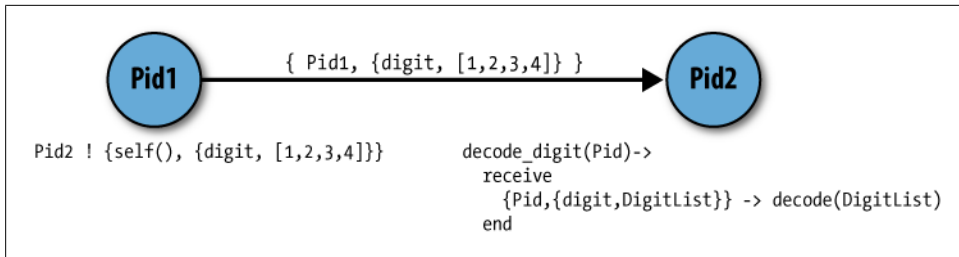 { Pid1, {digit, [1,2,3,4]} }
Pid1
Pid2
Pid2 ! {self(), {digit, [1,2,3,4]}}
decode_digit(Pid)->
receive
{Pid,{digit,DigitList}} -> decode(DigitList)
end